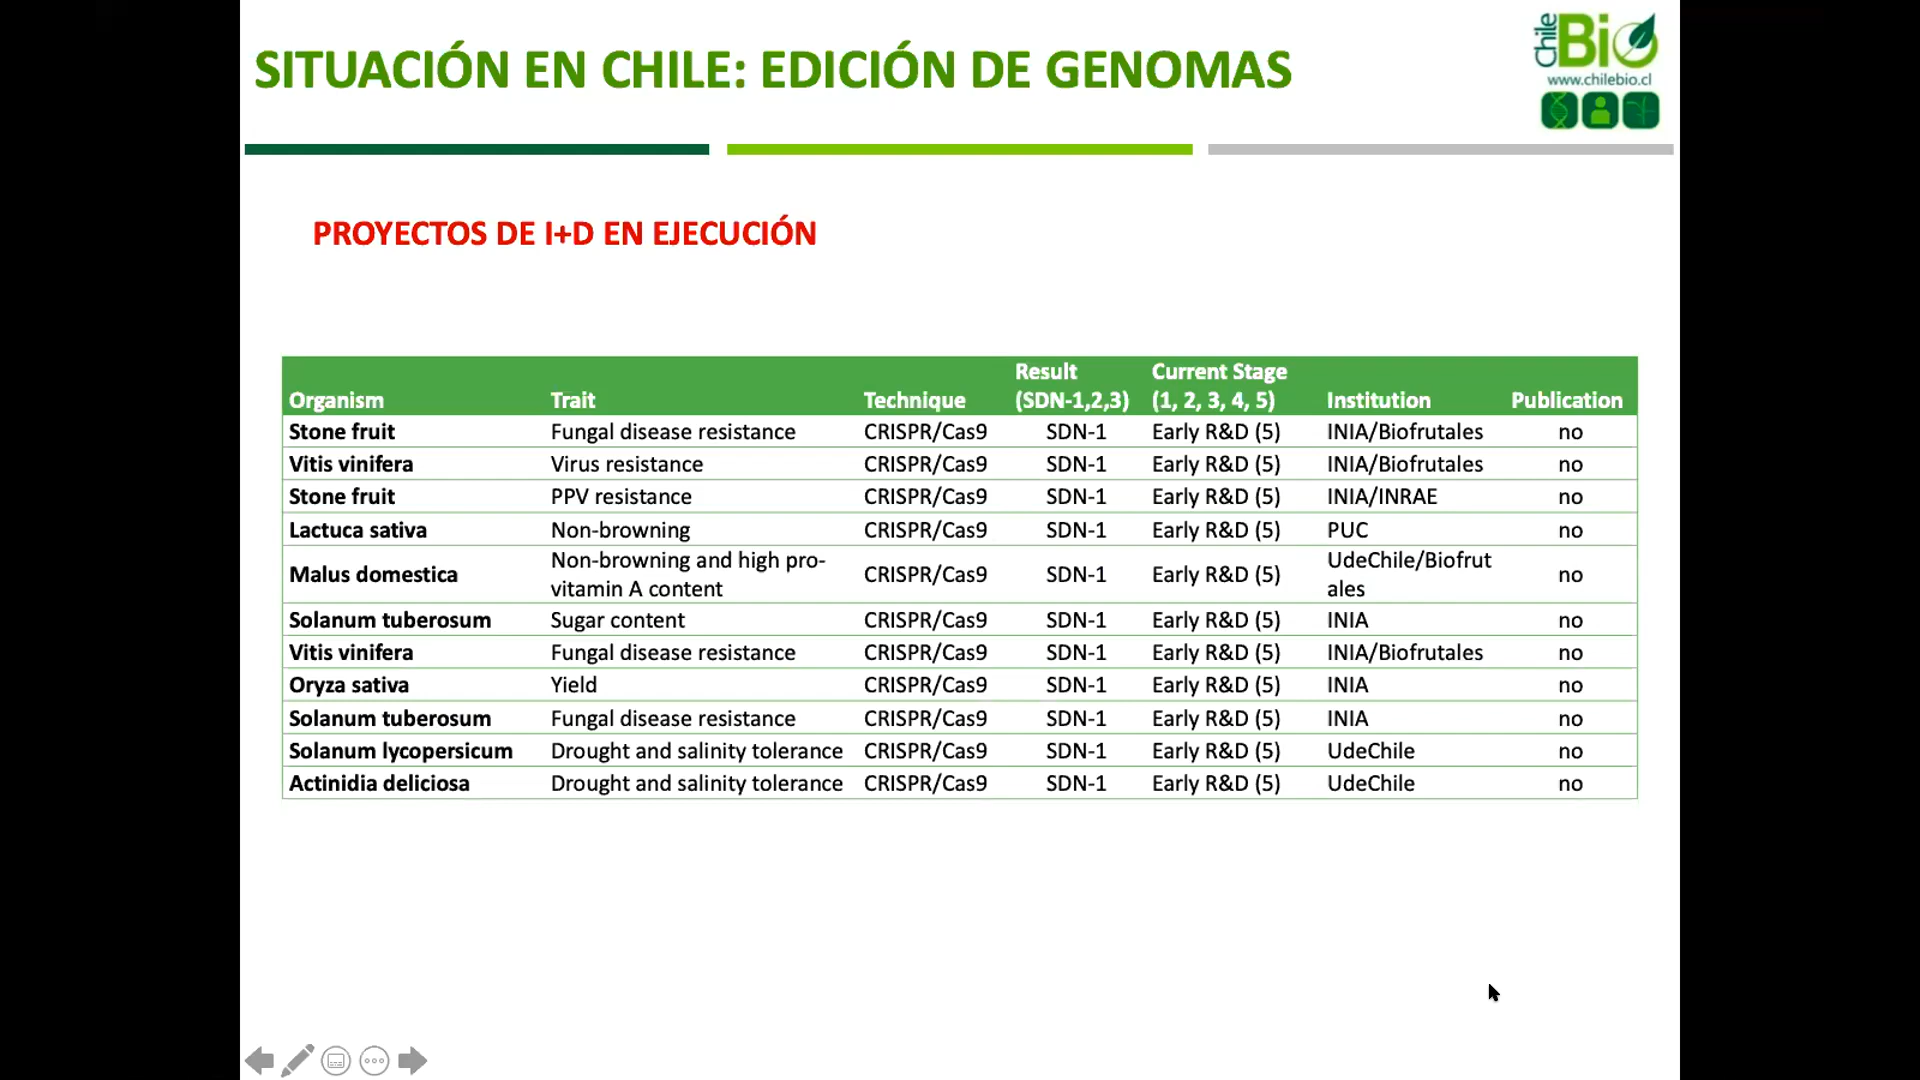 SITUACIÓN EN CHILE: EDICIÓN DE GENOMAS
chile Bio
www.chilebio.cl
PROYECTOS DE I+D EN EJECUCIÓN
Organism Trait Technique Result (SDN-1,2,3) Current Stage (1, 2, 3, 4, 5) Institution Publication
Stone fruit Fungal disease resistance CRISPR/Cas9 SDN-1 Early R&D (5) INIA/Biofrutales no
Vitis vinifera Virus resistance CRISPR/Cas9 SDN-1 Early R&D (5) INIA/Biofrutales no
Stone fruit PPV resistance CRISPR/Cas9 SDN-1 Early R&D (5) INIA/INRAE no
Lactuca sativa Non-browning CRISPR/Cas9 SDN-1 Early R&D (5) PUC no
Malus domestica Non-browning and high pro-vitamin A content CRISPR/Cas9 SDN-1 Early R&D (5) UdeChile/Biofrutales no
Solanum tuberosum Sugar content CRISPR/Cas9 SDN-1 Early R&D (5) INIA no
Vitis vinifera Fungal disease resistance CRISPR/Cas9 SDN-1 Early R&D (5) INIA/Biofrutales no
Oryza sativa Yield CRISPR/Cas9 SDN-1 Early R&D (5) INIA no
Solanum tuberosum Fungal disease resistance CRISPR/Cas9 SDN-1 Early R&D (5) INIA no
Solanum lycopersicum Drought and salinity tolerance CRISPR/Cas9 SDN-1 Early R&D (5) UdeChile no
Actinidia deliciosa Drought and salinity tolerance CRISPR/Cas9 SDN-1 Early R&D (5) UdeChile no